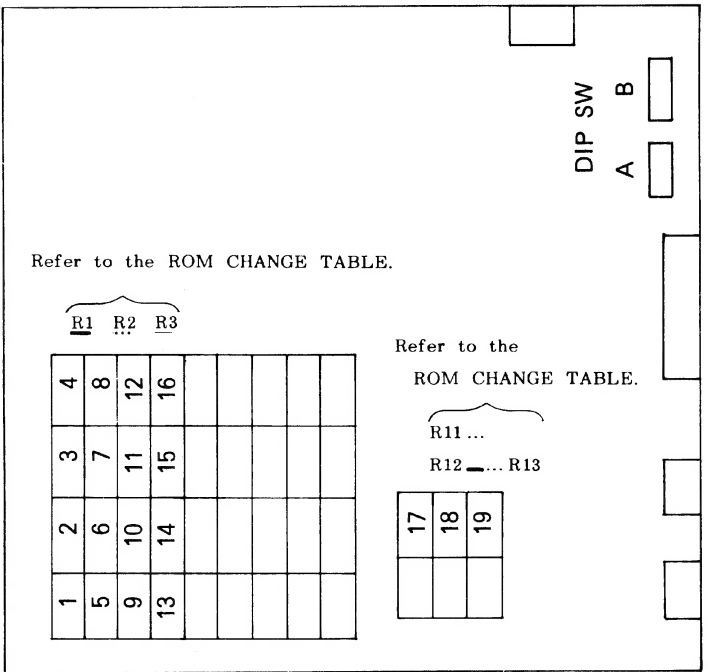 DIP SW
B
A
Refer to the ROM CHANGE TABLE.
R1 R2 R3
Refer to the
ROM CHANGE TABLE.
R11 ...
R12 ... R13
4 8 12 16
3 7 11 15
2 6 10 14
1 5 9 13
17 18 19